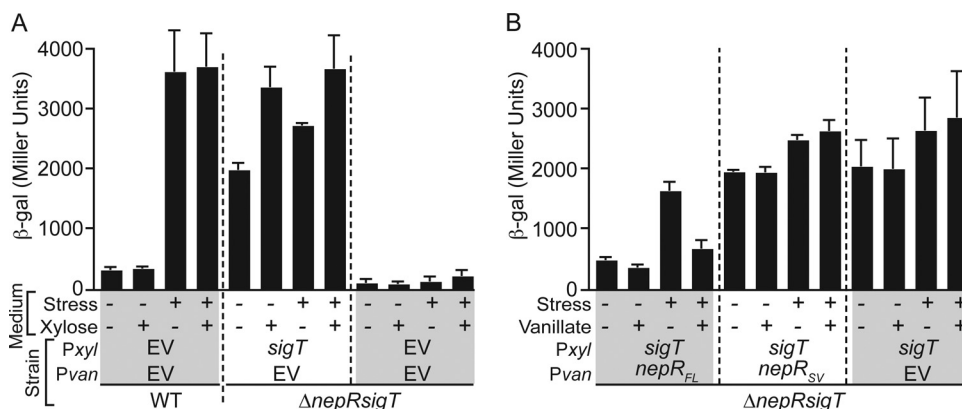 A
β-gal (Miller Units)
4000
3000
2000
1000
0
Medium
Stress - - + + - - + + - - + +
Xylose - + - + - + - + - + - +
Strain
Pxyl EV sigT EV
Pvan EV EV EV
WT ΔnepRsigT
B
β-gal (Miller Units)
4000
3000
2000
1000
0
Stress - - + + - - + + - - + +
Vanillate - + - + - + - + - + - +
Pxyl sigT sigT sigT
Pvan nepRFL nepRSV EV
ΔnepRsigT